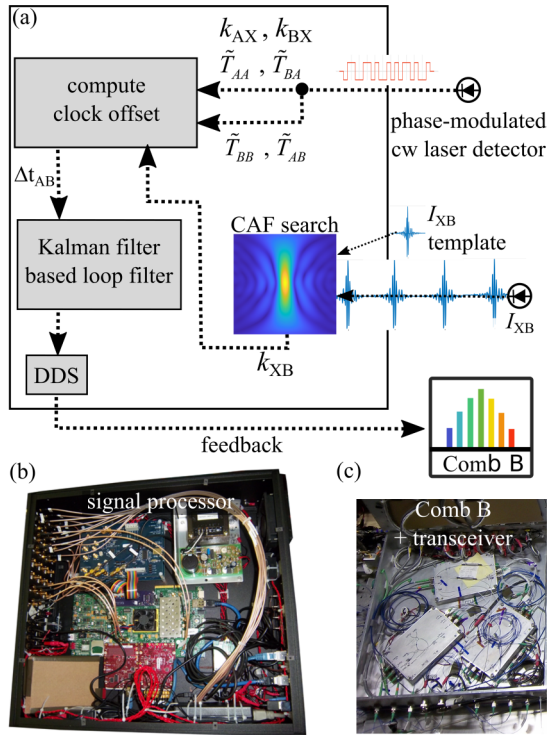 (a)
k_AX , k_BX
T̃_AA , T̃_BA
compute
clock offset
phase-modulated
cw laser detector
T̃_BB , T̃_AB
Δt_AB
CAF search
I_XB
template
Kalman filter
based loop filter
I_XB
k_XB
DDS
feedback
Comb B
(b)
signal processor
(c)
Comb B
+ transceiver